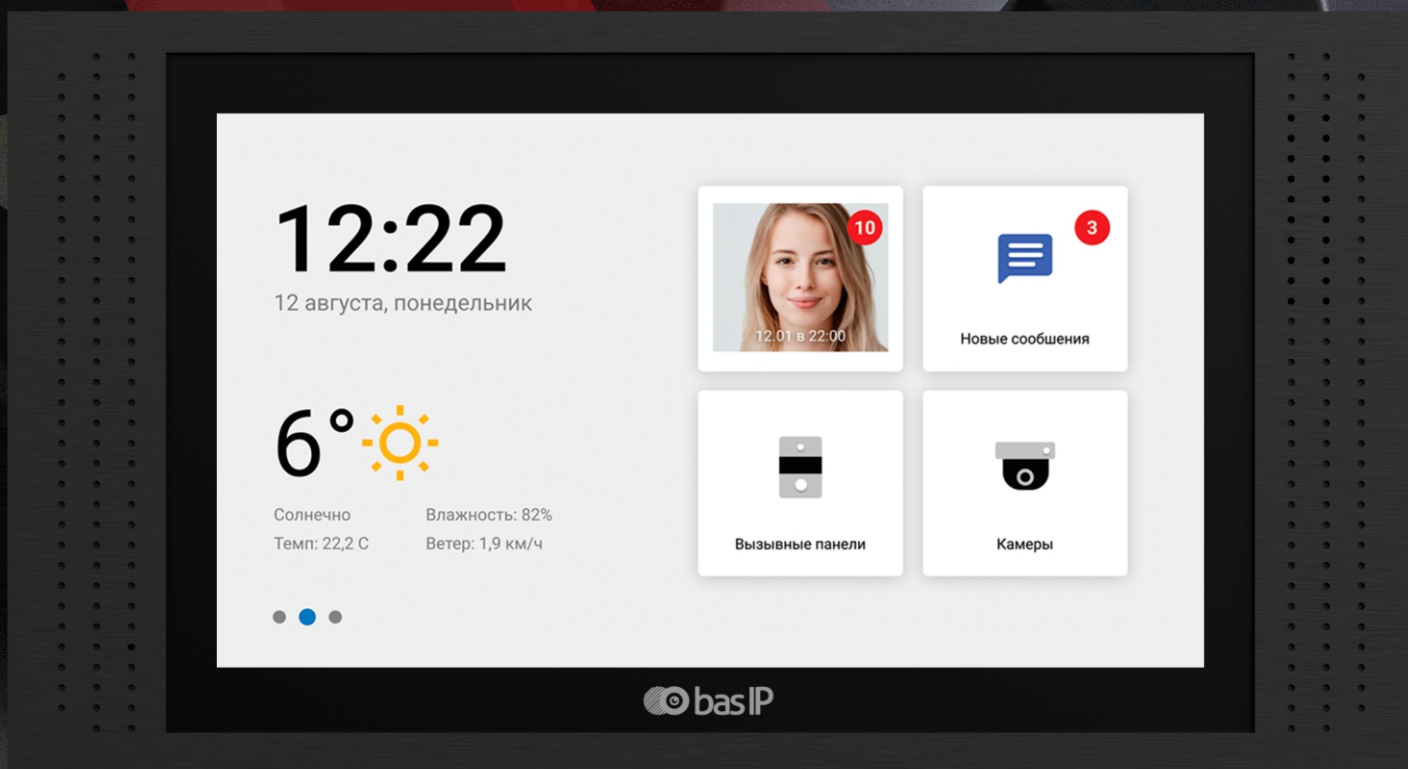 12:22
12 августа, понедельник
6°
Солнечно
Влажность: 82%
Темп: 22,2 С
Ветер: 1,9 км/ч
10
12.01 в 22:00
3
Новые сообшения
Вызывные панели
Камеры
basIP